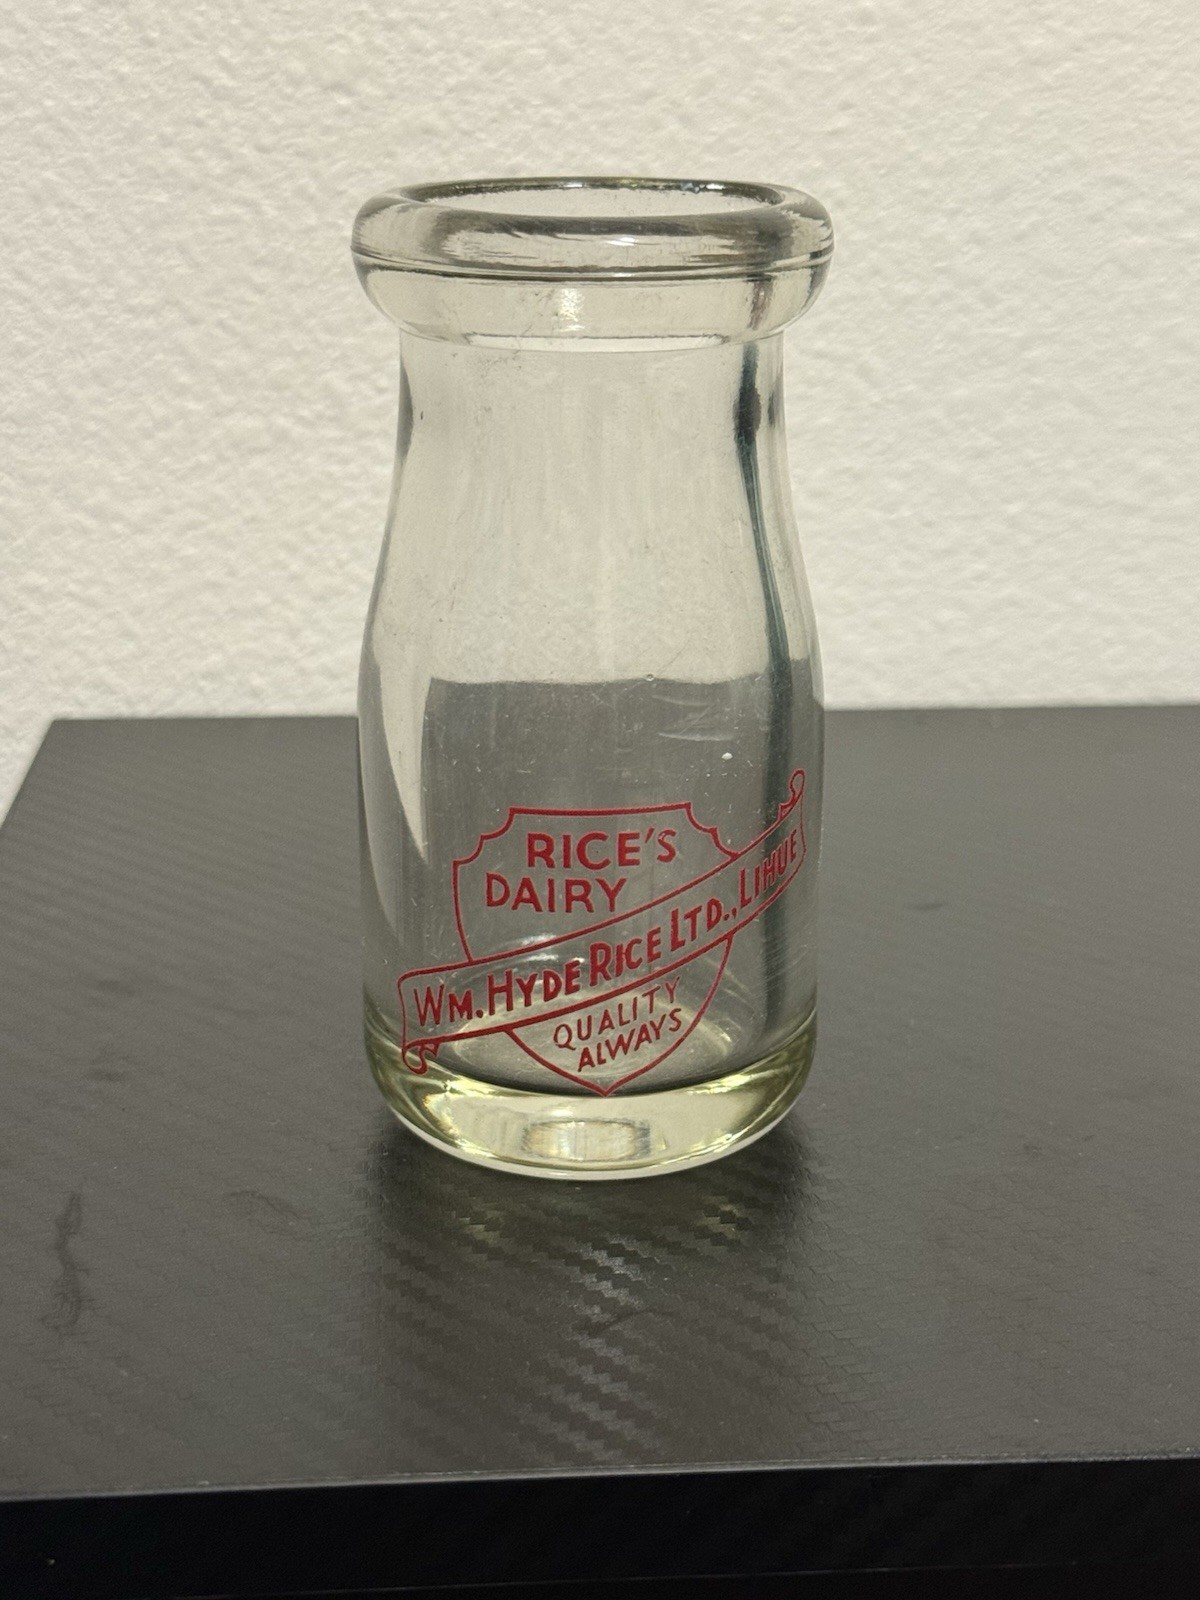 RICE'S
DAIRY
WM. HYDE RICE LTD., LIHUE
QUALITY
ALWAYS